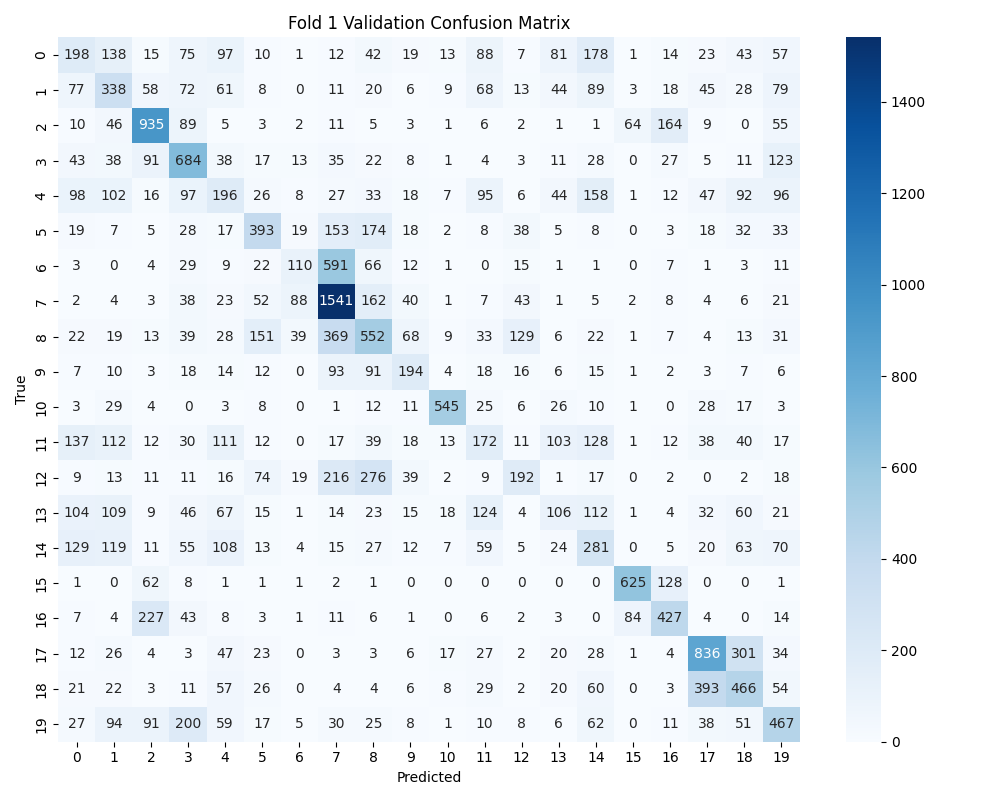 Fold 1 Validation Confusion Matrix
0 198 138 15 75 97 10 1 12 42 19 13 88 7 81 178 1 14 23 43 57
1 77 338 58 72 61 8 0 11 20 6 9 68 13 44 89 3 18 45 28 79
2 10 46 935 89 5 3 2 11 5 3 1 6 2 1 1 64 164 9 0 55
3 43 38 91 684 38 17 13 35 22 8 1 4 3 11 28 0 27 5 11 123
4 98 102 16 97 196 26 8 27 33 18 7 95 6 44 158 1 12 47 92 96
5 19 7 5 28 17 393 19 153 174 18 2 8 38 5 8 0 3 18 32 33
6 3 0 4 29 9 22 110 591 66 12 1 0 15 1 1 0 7 1 3 11
7 2 4 3 38 23 52 88 1541 162 40 1 7 43 1 5 2 8 4 6 21
8 22 19 13 39 28 151 39 369 552 68 9 33 129 6 22 1 7 4 13 31
9 7 10 3 18 14 12 0 93 91 194 4 18 16 6 15 1 2 3 7 6
10 3 29 4 0 3 8 0 1 12 11 545 25 6 26 10 1 0 28 17 3
11 137 112 12 30 111 12 0 17 39 18 13 172 11 103 128 1 12 38 40 17
12 9 13 11 11 16 74 19 216 276 39 2 9 192 1 17 0 2 0 2 18
13 104 109 9 46 67 15 1 14 23 15 18 124 4 106 112 1 4 32 60 21
14 129 119 11 55 108 13 4 15 27 12 7 59 5 24 281 0 5 20 63 70
15 1 0 62 8 1 1 1 2 1 0 0 0 0 0 0 625 128 0 0 1
16 7 4 227 43 8 3 1 11 6 1 0 6 2 3 0 84 427 4 0 14
17 12 26 4 3 47 23 0 3 3 6 17 27 2 20 28 1 4 836 301 34
18 21 22 3 11 57 26 0 4 4 6 8 29 2 20 60 0 3 393 466 54
19 27 94 91 200 59 17 5 30 25 8 1 10 8 6 62 0 11 38 51 467
0 1 2 3 4 5 6 7 8 9 10 11 12 13 14 15 16 17 18 19
Predicted
True
1400
1200
1000
800
600
400
200
0